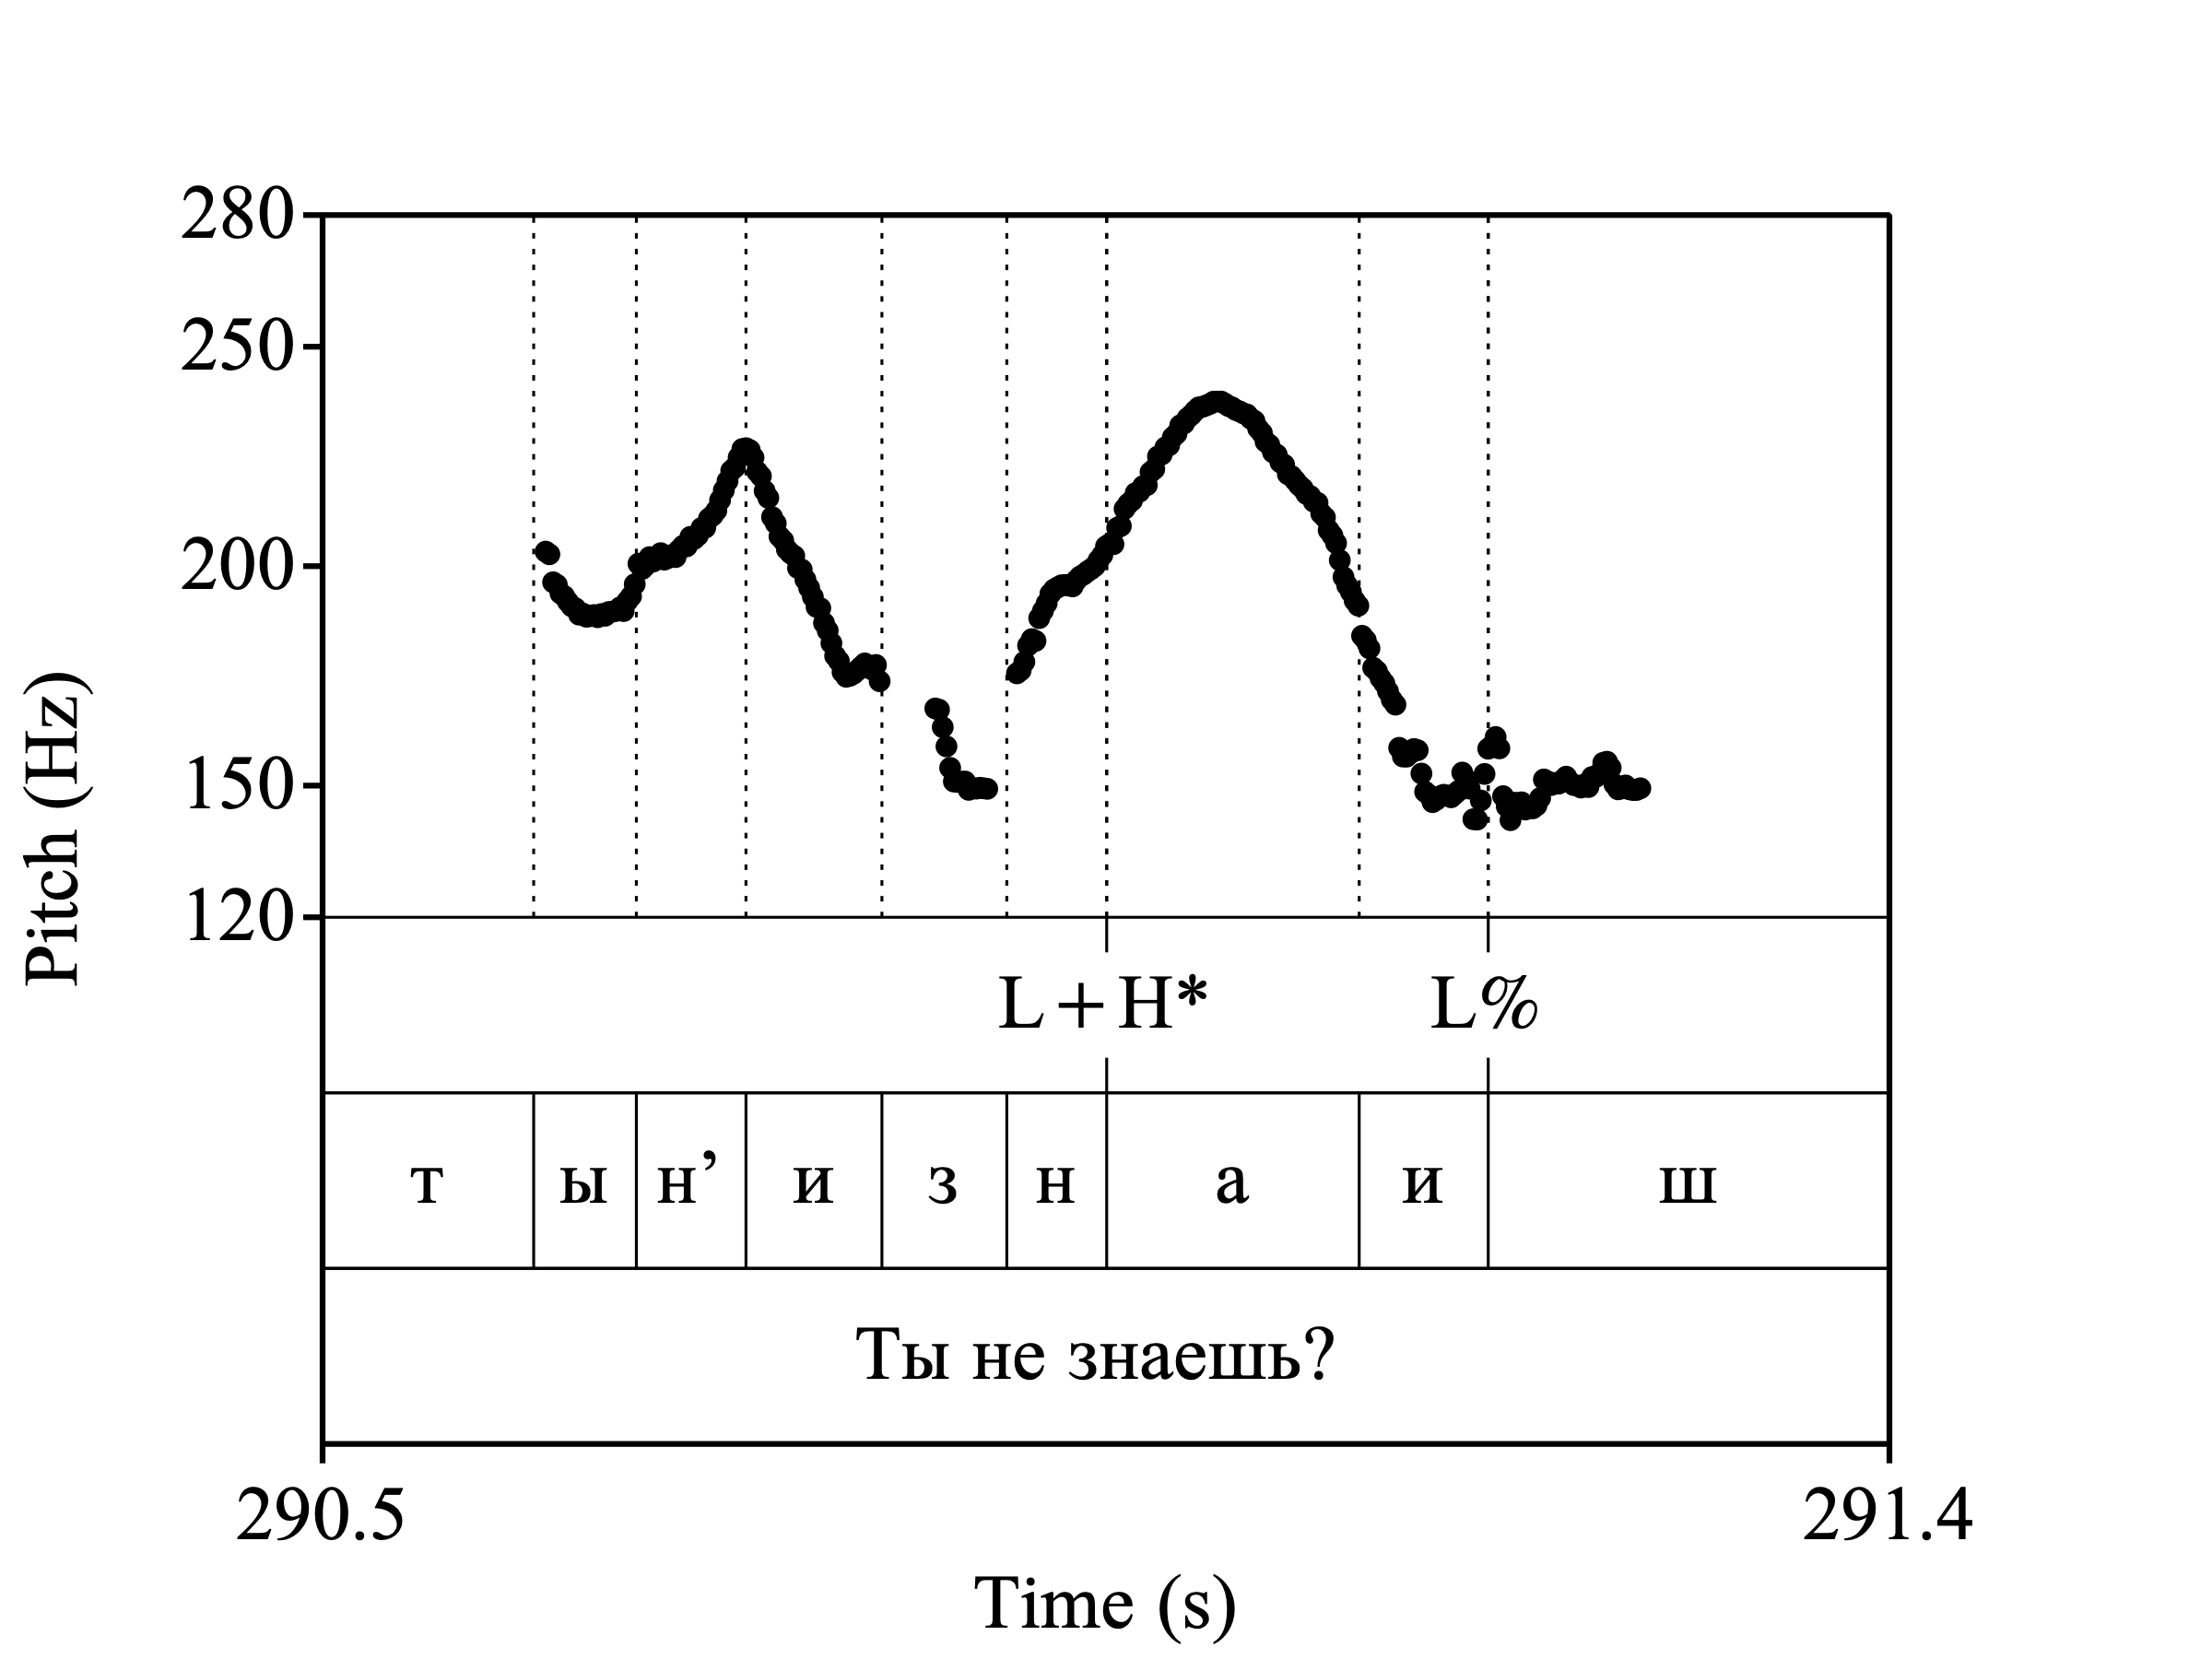 280
250
200
150
120
Pitch (Hz)
L+H* L%
т ы н’ и з н а и ш
Ты не знаешь?
290.5 291.4
Time (s)